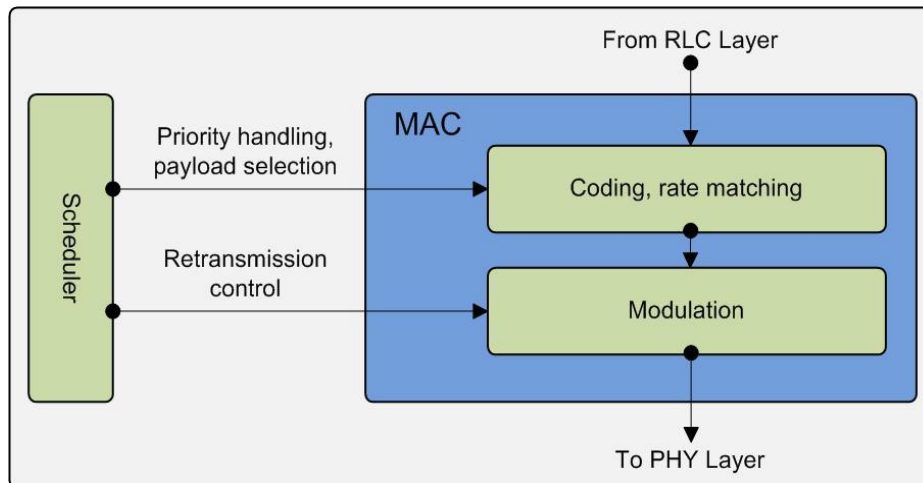 From RLC Layer
MAC
Priority handling,
payload selection
Coding, rate matching
Scheduler
Retransmission
control
Modulation
To PHY Layer